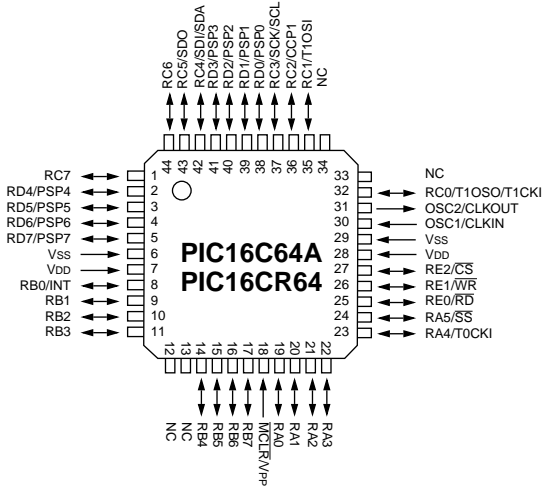 RC6
RC5/SDO
RC4/SDI/SDA
RD3/PSP3
RD2/PSP2
RD1/PSP1
RD0/PSP0
RC3/SCK/SCL
RC2/CCP1
RC1/T1OSI
NC
44
43
42
41
40
39
38
37
36
35
34
RC7 1
RD4/PSP4 2
RD5/PSP5 3
RD6/PSP6 4
RD7/PSP7 5
VSS 6
VDD 7
RB0/INT 8
RB1 9
RB2 10
RB3 11
PIC16C64A
PIC16CR64
33 NC
32 RC0/T1OSO/T1CKI
31 OSC2/CLKOUT
30 OSC1/CLKIN
29 VSS
28 VDD
27 RE2/C̅S̅
26 RE1/W̅R̅
25 RE0/R̅D̅
24 RA5/S̅S̅
23 RA4/T0CKI
12
13
14
15
16
17
18
19
20
21
22
NC
NC
RB4
RB5
RB6
RB7
M̅C̅L̅R̅/VPP
RA0
RA1
RA2
RA3